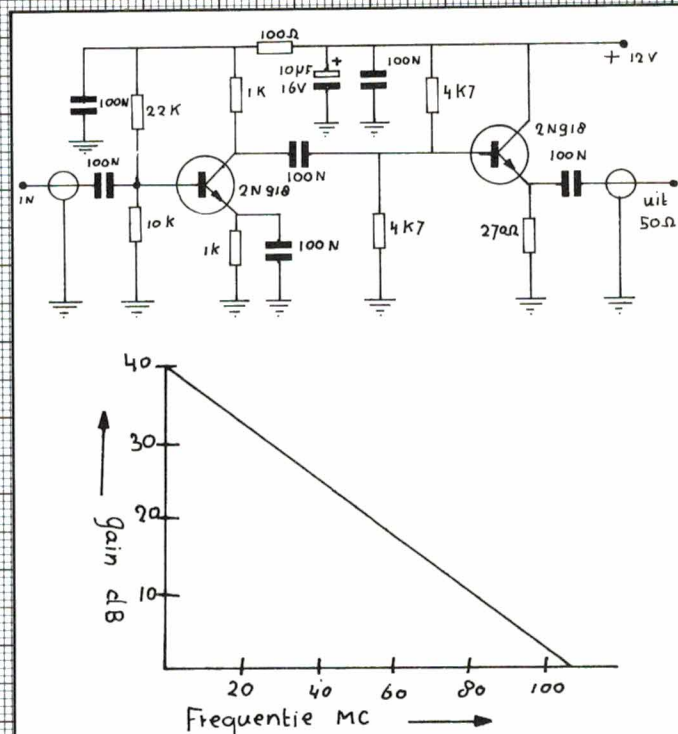 100Ω
+ 12V
100N
22K
1K
10µF
16V
+
100N
4K7
2N918
100N
100N
IN
2N918
100N
10k
1k
100N
4K7
270Ω
uit
50Ω
40
30
20
10
gain dB
20
40
60
80
100
Frequentie MC